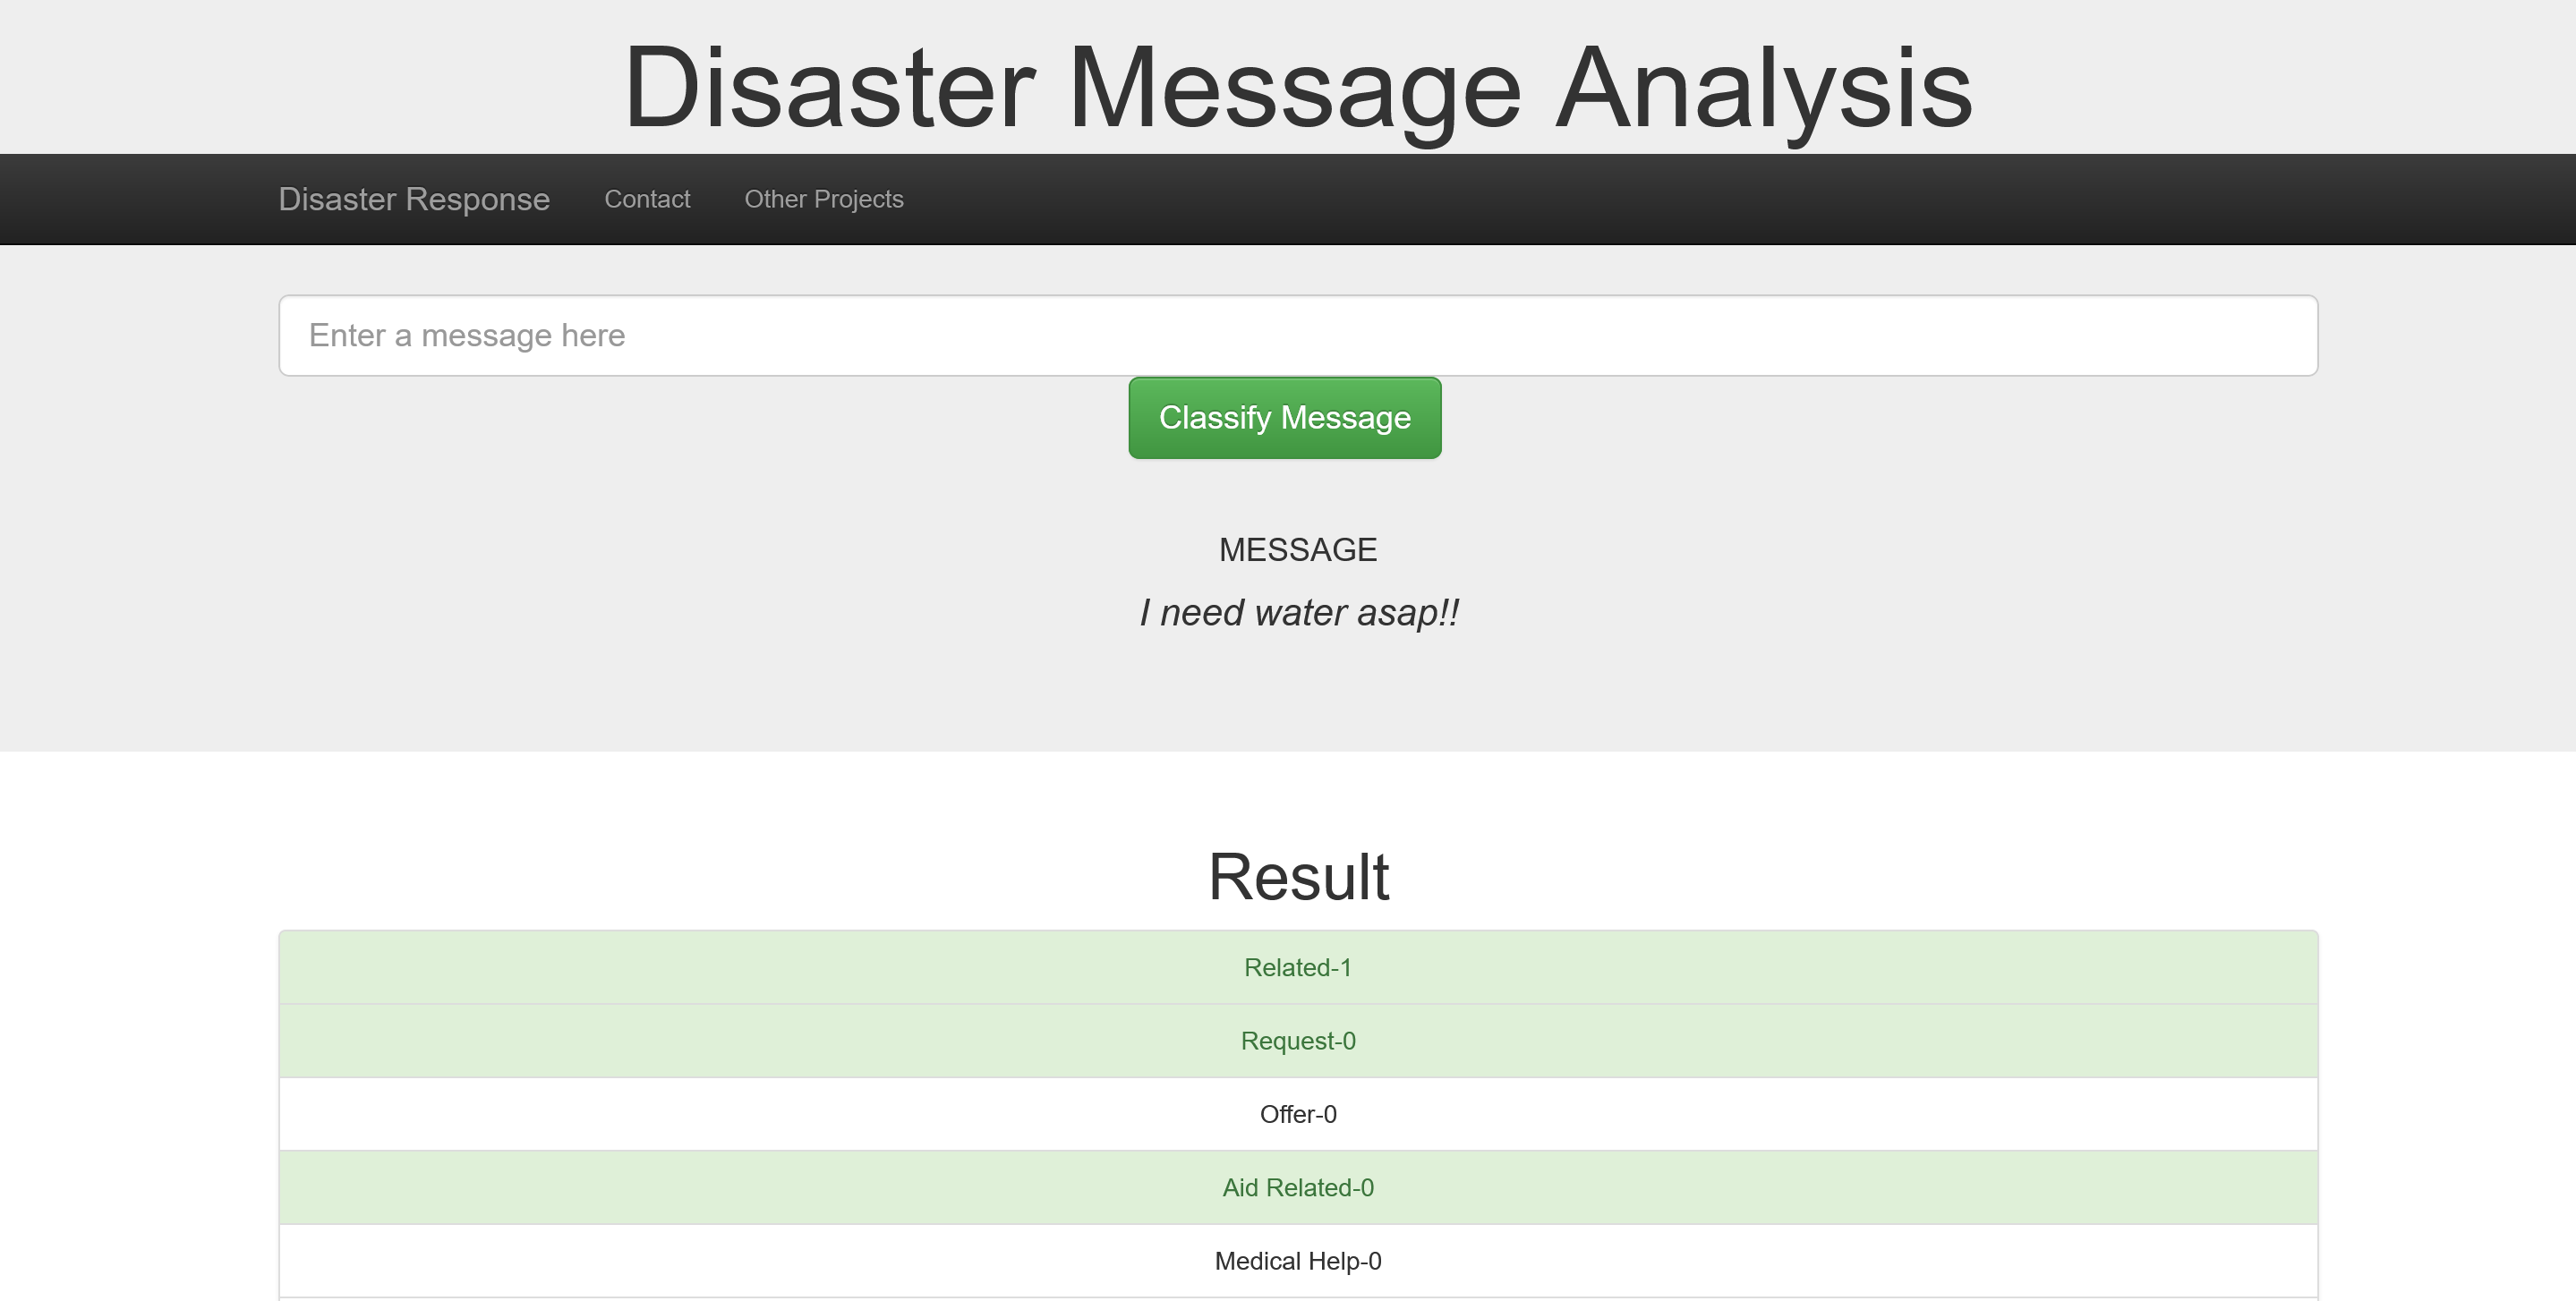 Disaster Message Analysis
Disaster Response Contact Other Projects
Enter a message here
Classify Message
MESSAGE
I need water asap!!
Result
Related-1
Request-0
Offer-0
Aid Related-0
Medical Help-0